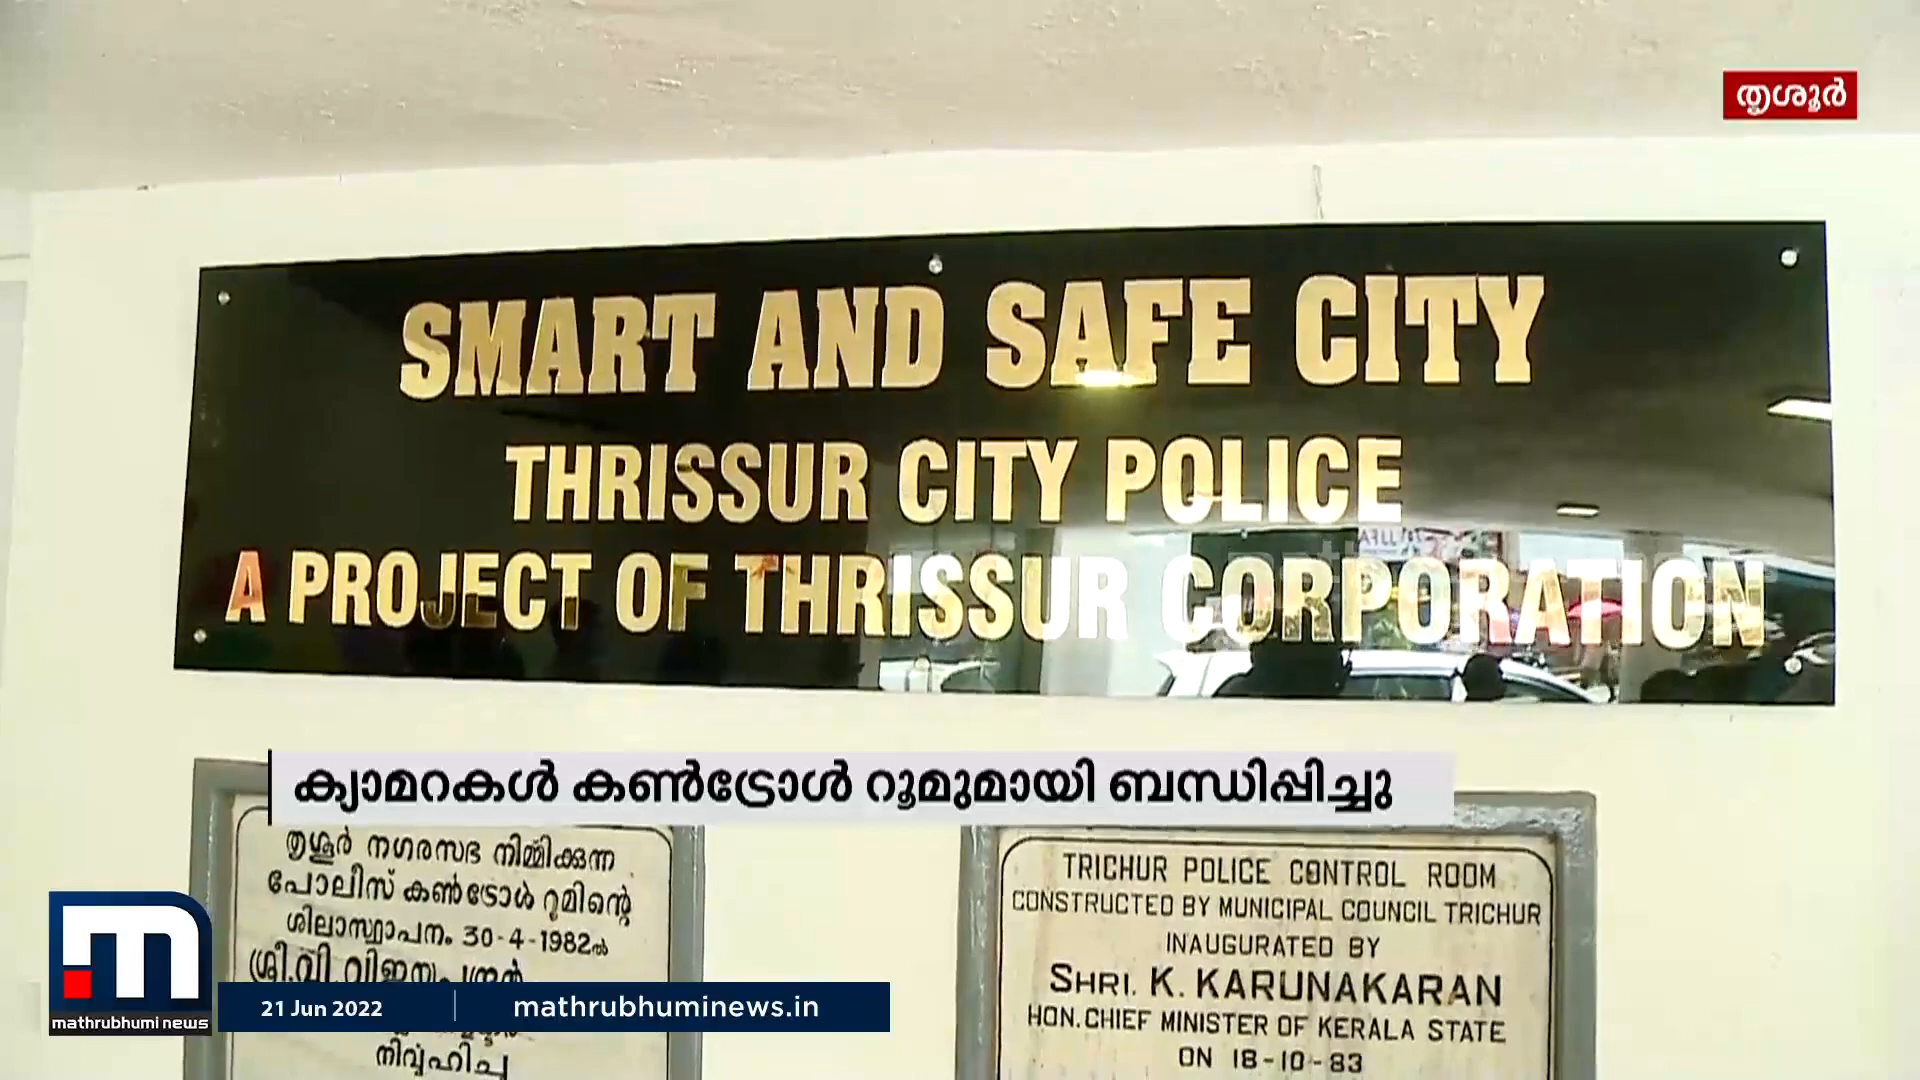 തൃശൂർ
SMART AND SAFE CITY
THRISSUR CITY POLICE
A PROJECT OF THRISSUR CORPORATION
ക്യാമറകൾ കൺട്രോൾ റൂമുമായി ബന്ധിപ്പിച്ചു
തൃശൂർ നഗരസഭ നിർമ്മിക്കുന്ന
പോലീസ് കൺട്രോൾ റൂമിന്റെ
ശിലാസ്ഥാപനം 30-4-1982ൽ
ശ്രീ.വി.
നിർവ്വഹിച്ചു
TRICHUR POLICE CONTROL ROOM
CONSTRUCTED BY MUNICIPAL COUNCIL TRICHUR
INAUGURATED BY
SHRI. K. KARUNAKARAN
HON. CHIEF MINISTER OF KERALA STATE
ON 18-10-83
mathrubhumi news
21 Jun 2022
mathrubhuminews.in